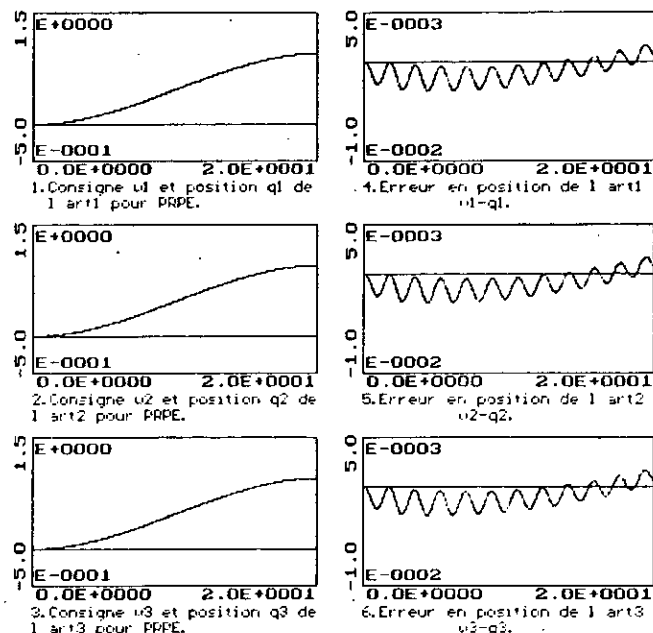 1.5
E+0000
-5.0
E-0001
0.0E+0000 2.0E+0001
1.Consigne w1 et position q1 de
l art1 pour PRPE.
5.0
E-0003
-1.0
E-0002
0.0E+0000 2.0E+0001
4.Erreur en position de l art1
w1-q1.
1.5
E+0000
-5.0
E-0001
0.0E+0000 2.0E+0001
2.Consigne w2 et position q2 de
l art2 pour PRPE.
5.0
E-0003
-1.0
E-0002
0.0E+0000 2.0E+0001
5.Erreur en position de l art2
w2-q2.
1.5
E+0000
-5.0
E-0001
0.0E+0000 2.0E+0001
3.Consigne w3 et position q3 de
l art3 pour PRPE.
5.0
E-0003
-1.0
E-0002
0.0E+0000 2.0E+0001
6.Erreur en position de l art3
w3-q3.